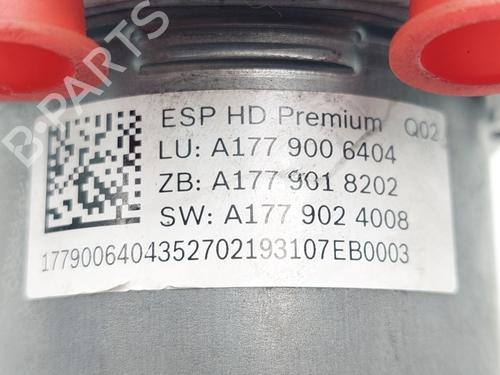 ESP HD Premium Q02
LU: A177 900 6404
ZB: A177 901 8202
SW: A177 902 4008
1779006404352702193107EB0003
B-PARTS